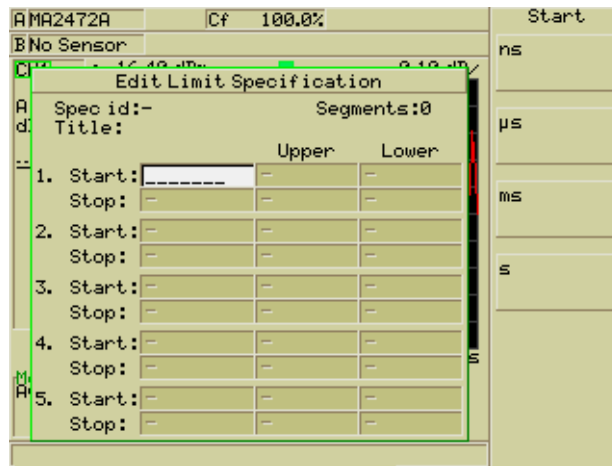 A MA2472A Cf 100.0% Start
B No Sensor
ns
Edit Limit Specification
Spec id:- Segments:0
Title:
µs
Upper Lower
1. Start: _______ - -
Stop: - - -
ms
2. Start: - - -
Stop: - - -
s
3. Start: - - -
Stop: - - -
4. Start: - - -
Stop: - - -
5. Start: - - -
Stop: - - -